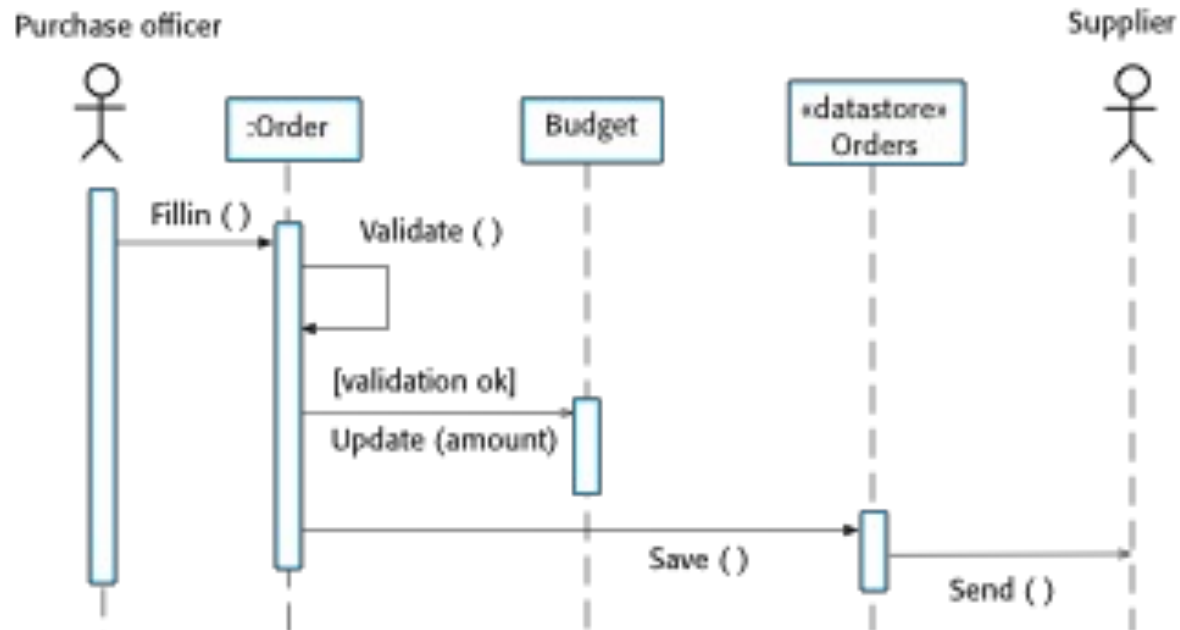 Purchase officer
Supplier
:Order
Budget
«datastore»
Orders
Fillin ( )
Validate ( )
[validation ok]
Update (amount)
Save ( )
Send ( )